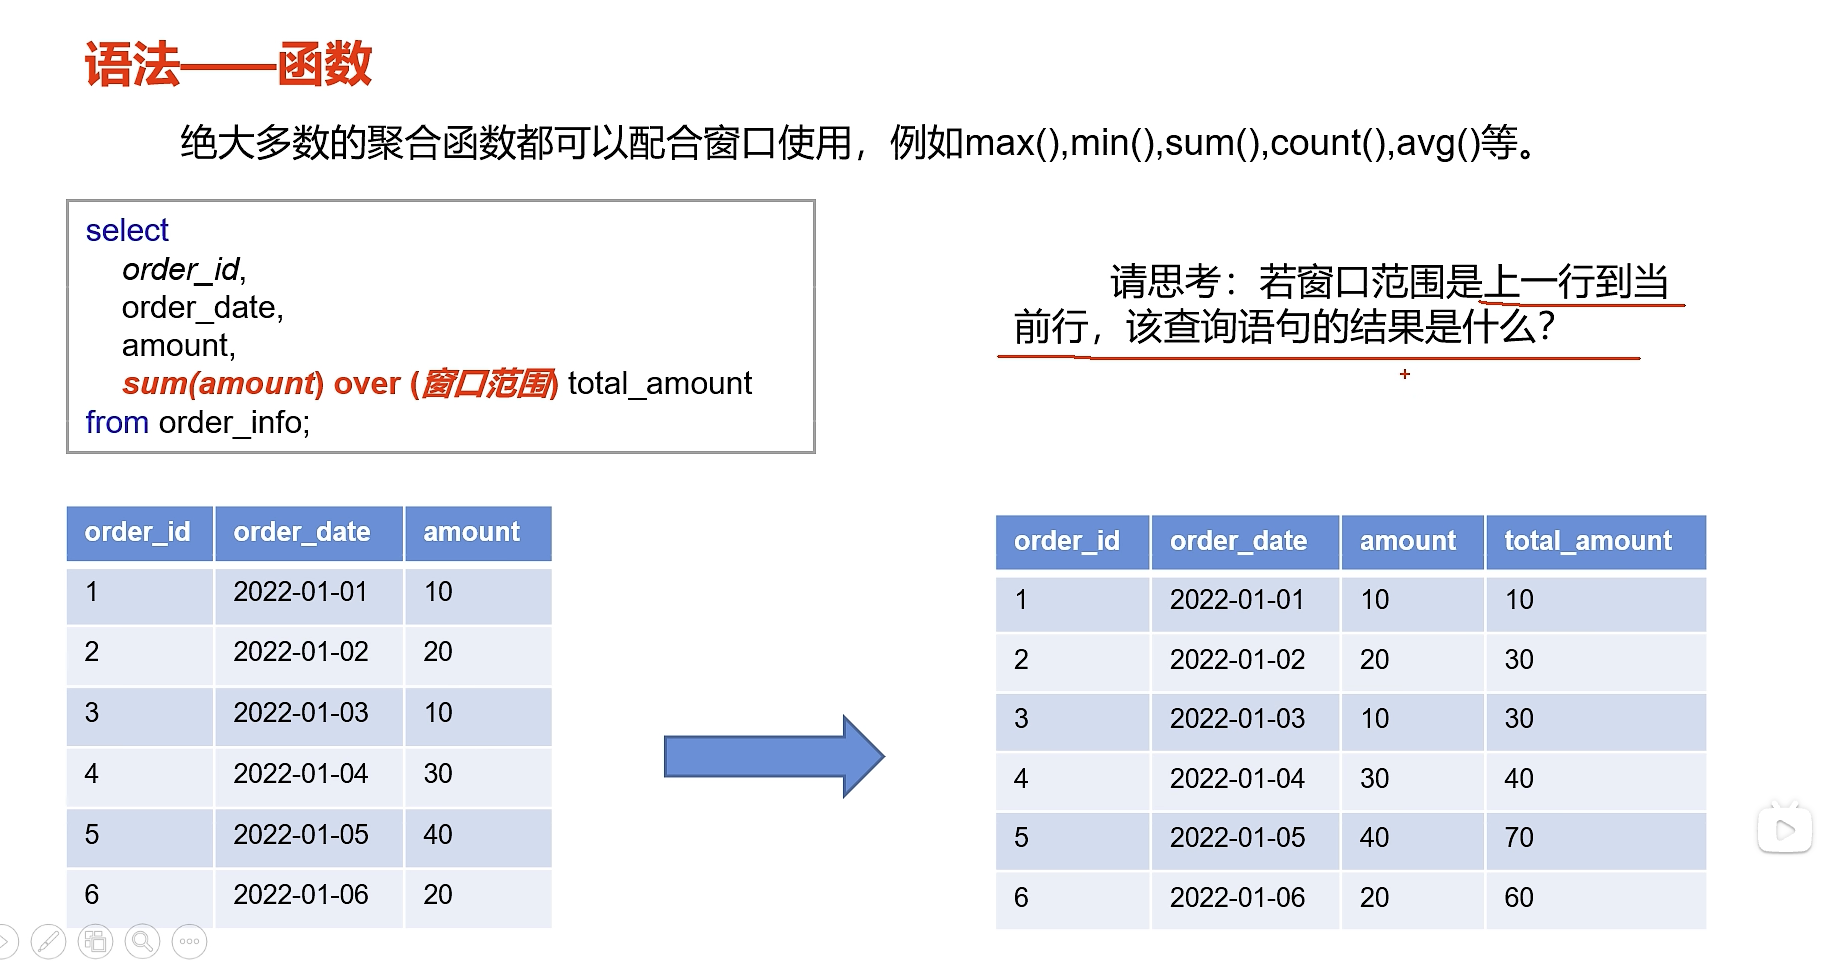 语法——函数
绝大多数的聚合函数都可以配合窗口使用，例如max(),min(),sum(),count(),avg()等。
select
order_id,
order_date,
amount,
sum(amount) over (窗口范围) total_amount
from order_info;
请思考：若窗口范围是上一行到当
前行，该查询语句的结果是什么？
order_id order_date amount
1 2022-01-01 10
2 2022-01-02 20
3 2022-01-03 10
4 2022-01-04 30
5 2022-01-05 40
6 2022-01-06 20
order_id order_date amount total_amount
1 2022-01-01 10 10
2 2022-01-02 20 30
3 2022-01-03 10 30
4 2022-01-04 30 40
5 2022-01-05 40 70
6 2022-01-06 20 60